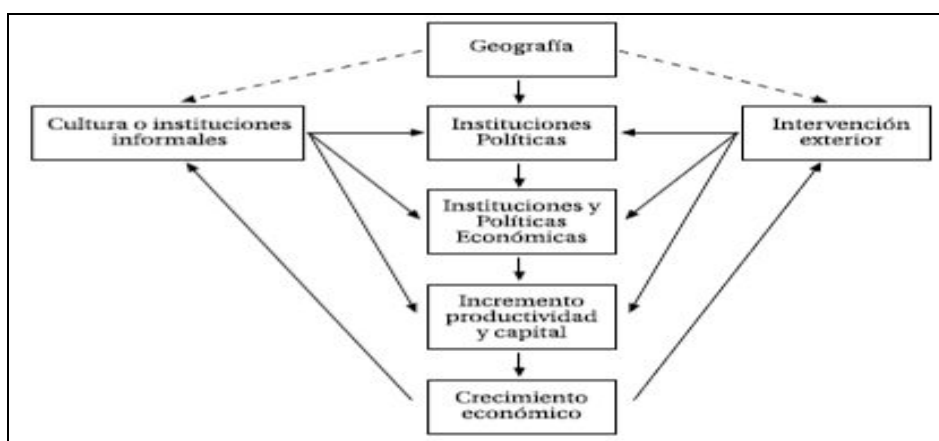 Geografía
Cultura o instituciones
informales
Instituciones
Políticas
Intervención
exterior
Instituciones y
Políticas
Económicas
Incremento
productividad
y capital
Crecimiento
económico